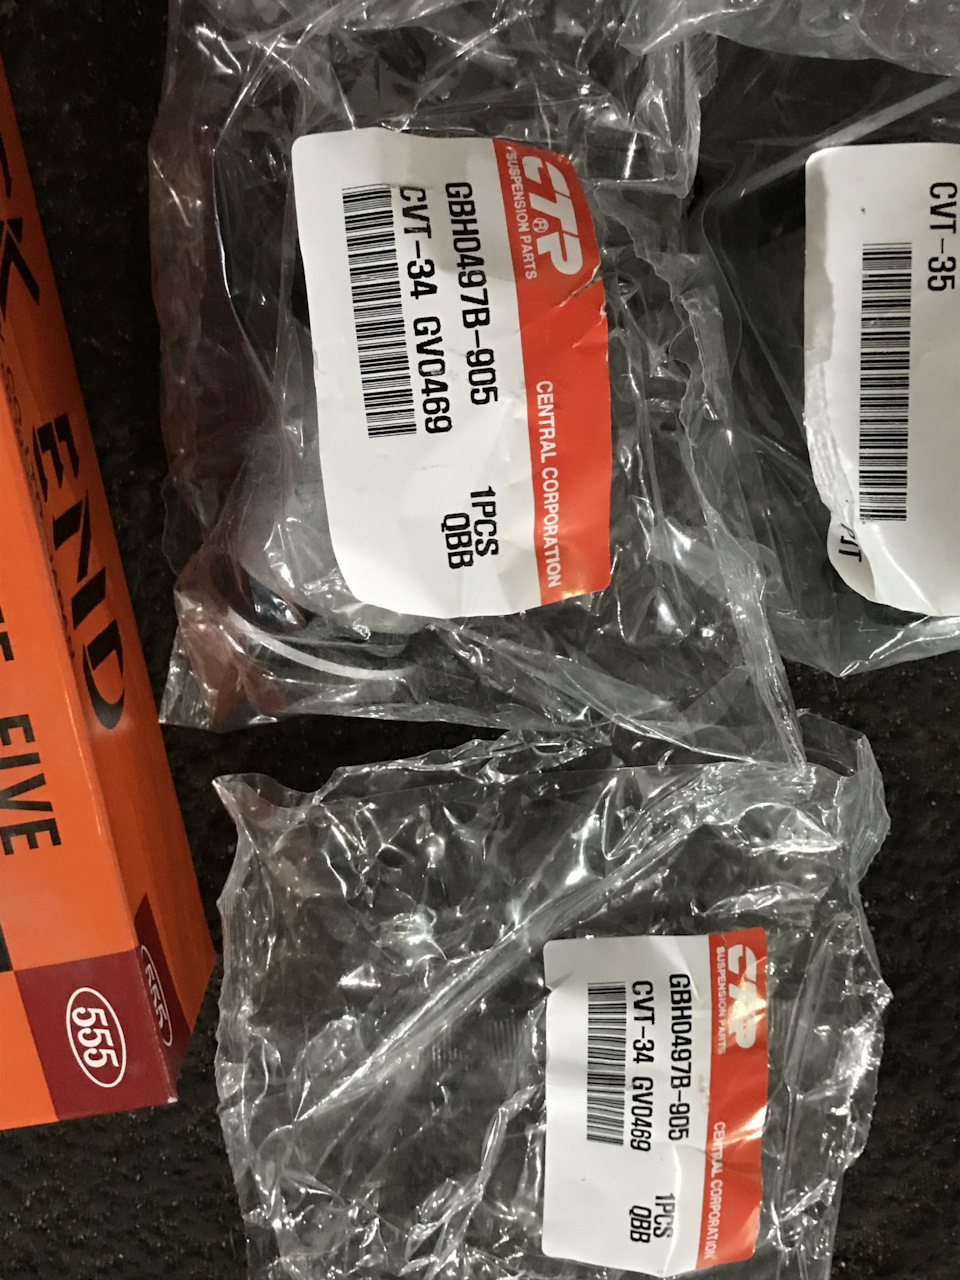 CTR®
SUSPENSION PARTS
CENTRAL CORPORATION
GBH0497B-905 1PCS
CVT-34 GV0469 QBB
CVT-35
END
FIVE
555
CTR
SUSPENSION PARTS
CENTRAL CORPORATION
GBH0497B-905 1PCS
CVT-34 GV0469 QBB